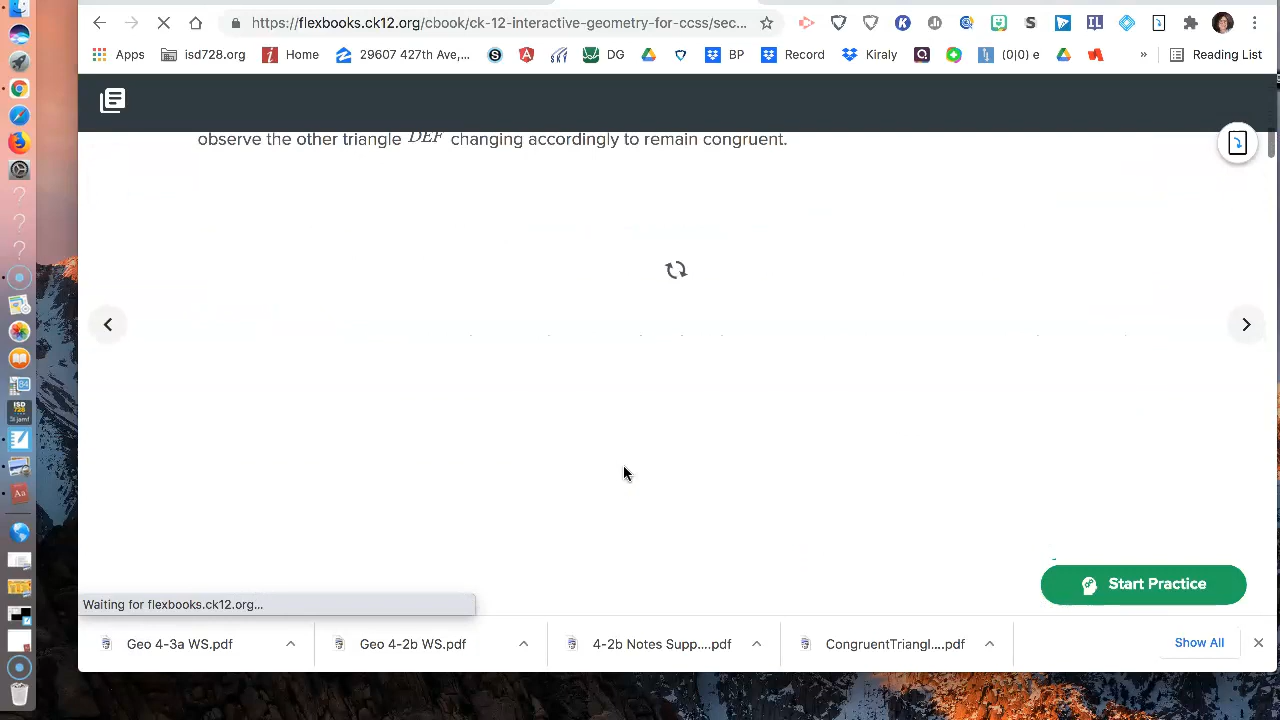 https://flexbooks.ck12.org/cbook/ck-12-interactive-geometry-for-ccss/sec...
Apps isd728.org Home 29607 427th Ave,... DG BP Record Kiraly (0|0) e » Reading List
observe the other triangle DEF changing accordingly to remain congruent.
Start Practice
Waiting for flexbooks.ck12.org...
Geo 4-3a WS.pdf Geo 4-2b WS.pdf 4-2b Notes Supp....pdf CongruentTriangl....pdf Show All